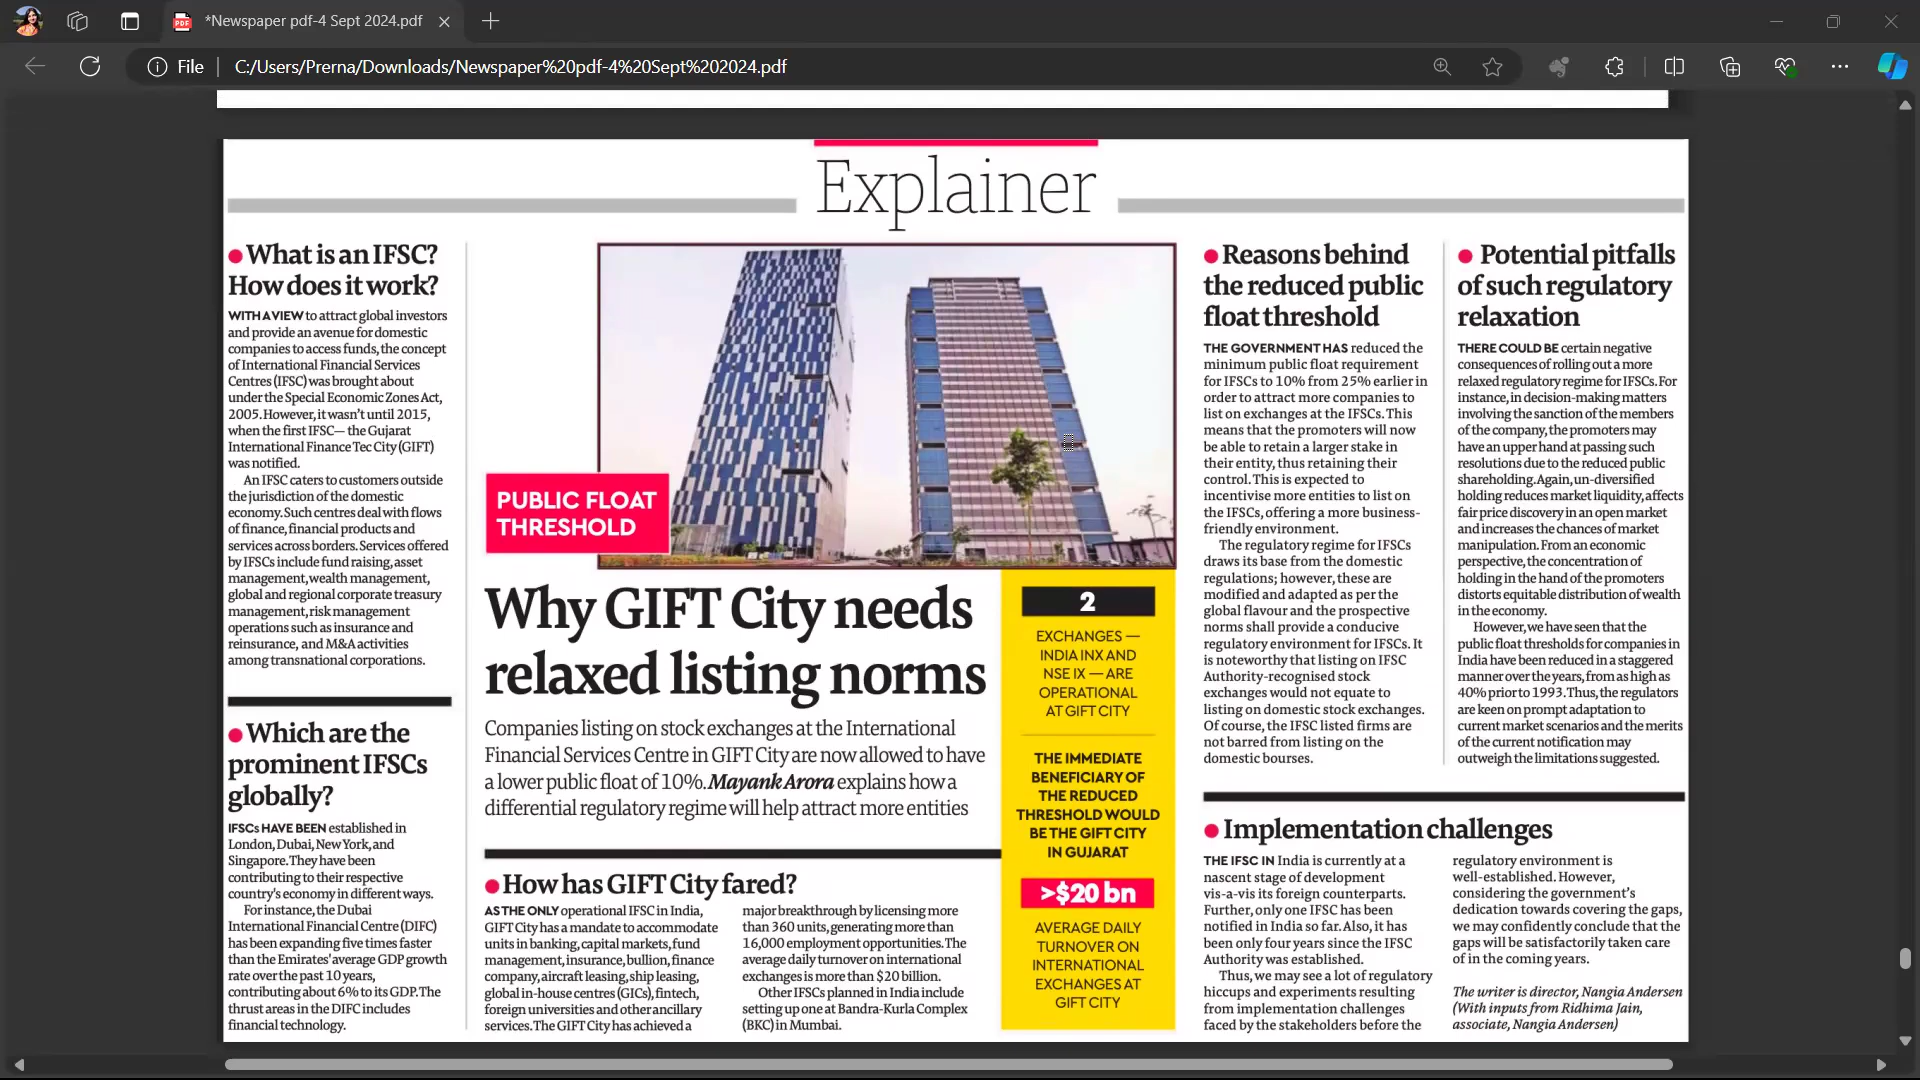 *Newspaper pdf-4 Sept 2024.pdf
File
C:/Users/Prerna/Downloads/Newspaper%20pdf-4%20Sept%202024.pdf
Explainer
What is an IFSC?
How does it work?
WITH A VIEW to attract global investors
and provide an avenue for domestic
companies to access funds, the concept
of International Financial Services
Centres (IFSC) was brought about
under the Special Economic Zones Act,
2005. However, it wasn't until 2015,
when the first IFSC— the Gujarat
International Finance Tec City (GIFT)
was notified.
An IFSC caters to customers outside
the jurisdiction of the domestic
economy. Such centres deal with flows
of finance, financial products and
services across borders. Services offered
by IFSCs include fund raising, asset
management, wealth management,
global and regional corporate treasury
management, risk management
operations such as insurance and
reinsurance, and M&A activities
among transnational corporations.
Which are the
prominent IFSCs
globally?
IFSCs HAVE BEEN established in
London, Dubai, New York, and
Singapore. They have been
contributing to their respective
country's economy in different ways.
For instance, the Dubai
International Financial Centre (DIFC)
has been expanding five times faster
than the Emirates' average GDP growth
rate over the past 10 years,
contributing about 6% to its GDP. The
thrust areas in the DIFC includes
financial technology.
PUBLIC FLOAT
THRESHOLD
Why GIFT City needs
relaxed listing norms
Companies listing on stock exchanges at the International
Financial Services Centre in GIFT City are now allowed to have
a lower public float of 10%. Mayank Arora explains how a
differential regulatory regime will help attract more entities
How has GIFT City fared?
AS THE ONLY operational IFSC in India,
GIFT City has a mandate to accommodate
units in banking, capital markets, fund
management, insurance, bullion, finance
company, aircraft leasing, ship leasing,
global in-house centres (GICs), fintech,
foreign universities and other ancillary
services. The GIFT City has achieved a
major breakthrough by licensing more
than 360 units, generating more than
16,000 employment opportunities. The
average daily turnover on international
exchanges is more than $20 billion.
Other IFSCs planned in India include
setting up one at Bandra-Kurla Complex
(BKC) in Mumbai.
2
EXCHANGES —
INDIA INX AND
NSE IX — ARE
OPERATIONAL
AT GIFT CITY
THE IMMEDIATE
BENEFICIARY OF
THE REDUCED
THRESHOLD WOULD
BE THE GIFT CITY
IN GUJARAT
>$20 bn
AVERAGE DAILY
TURNOVER ON
INTERNATIONAL
EXCHANGES AT
GIFT CITY
Reasons behind
the reduced public
float threshold
THE GOVERNMENT HAS reduced the
minimum public float requirement
for IFSCs to 10% from 25% earlier in
order to attract more companies to
list on exchanges at the IFSCs. This
means that the promoters will now
be able to retain a larger stake in
their entity, thus retaining their
control. This is expected to
incentivise more entities to list on
the IFSCs, offering a more business-
friendly environment.
The regulatory regime for IFSCs
draws its base from the domestic
regulations; however, these are
modified and adapted as per the
global flavour and the prospective
norms shall provide a conducive
regulatory environment for IFSCs. It
is noteworthy that listing on IFSC
Authority-recognised stock
exchanges would not equate to
listing on domestic stock exchanges.
Of course, the IFSC listed firms are
not barred from listing on the
domestic bourses.
Potential pitfalls
of such regulatory
relaxation
THERE COULD BE certain negative
consequences of rolling out a more
relaxed regulatory regime for IFSCs. For
instance, in decision-making matters
involving the sanction of the members
of the company, the promoters may
have an upper hand at passing such
resolutions due to the reduced public
shareholding. Again, un-diversified
holding reduces market liquidity, affects
fair price discovery in an open market
and increases the chances of market
manipulation. From an economic
perspective, the concentration of
holding in the hand of the promoters
distorts equitable distribution of wealth
in the economy.
However, we have seen that the
public float thresholds for companies in
India have been reduced in a staggered
manner over the years, from as high as
40% prior to 1993. Thus, the regulators
are keen on prompt adaptation to
current market scenarios and the merits
of the current notification may
outweigh the limitations suggested.
Implementation challenges
THE IFSC IN India is currently at a
nascent stage of development
vis-a-vis its foreign counterparts.
Further, only one IFSC has been
notified in India so far. Also, it has
been only four years since the IFSC
Authority was established.
Thus, we may see a lot of regulatory
hiccups and experiments resulting
from implementation challenges
faced by the stakeholders before the
regulatory environment is
well-established. However,
considering the government's
dedication towards covering the gaps,
we may confidently conclude that the
gaps will be satisfactorily taken care
of in the coming years.
The writer is director, Nangia Andersen
(With inputs from Ridhima Jain,
associate, Nangia Andersen)